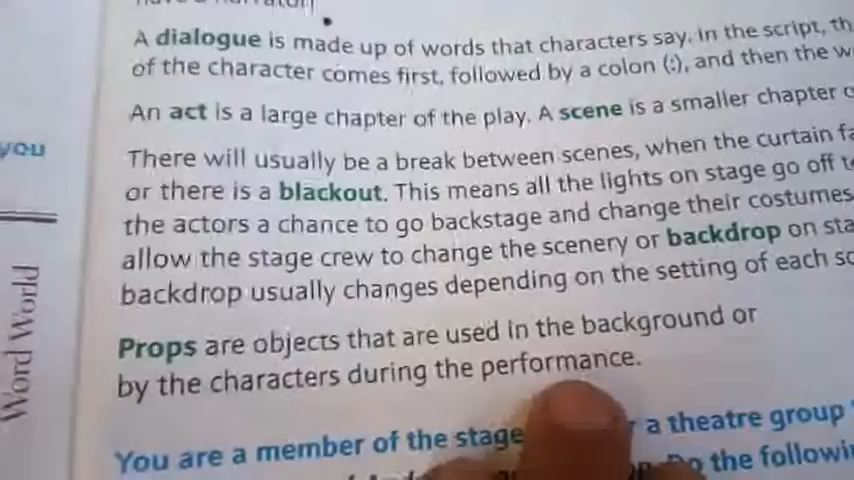 A dialogue is made up of words that characters say. In the script,
of the character comes first, followed by a colon (:), and then the
An act is a large chapter of the play. A scene is a smaller chapter
you
There will usually be a break between scenes, when the curtain
or there is a blackout. This means all the lights on stage go off
the actors a chance to go backstage and change their costumes
allow the stage crew to change the scenery or backdrop on
backdrop usually changes depending on the setting of each
Word World
Props are objects that are used in the background or
by the characters during the performance.
You are a member of the stage a theatre group
Do the